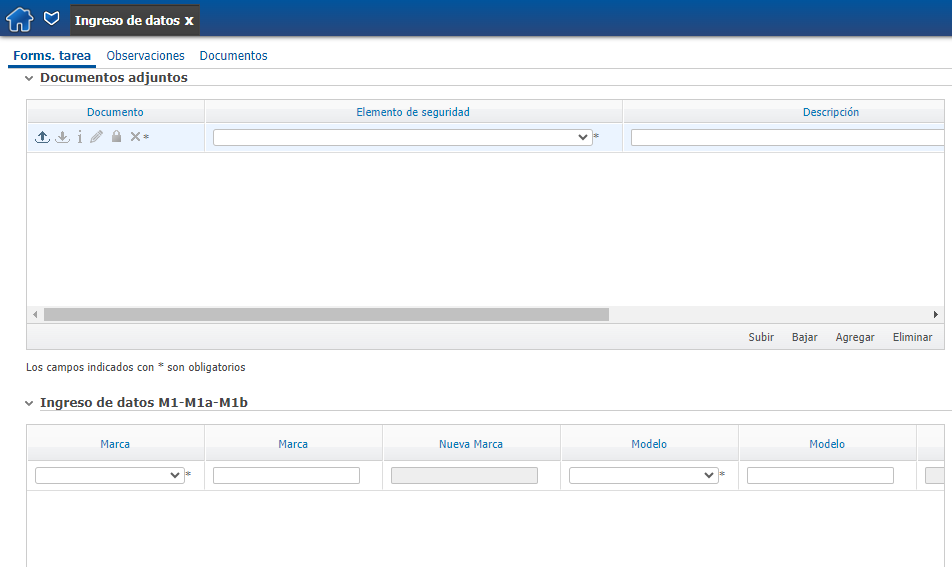 Ingreso de datos x
Forms. tarea Observaciones Documentos
Documentos adjuntos
Documento Elemento de seguridad Descripción
* *
Subir Bajar Agregar Eliminar
Los campos indicados con * son obligatorios
Ingreso de datos M1-M1a-M1b
Marca Marca Nueva Marca Modelo Modelo
* *